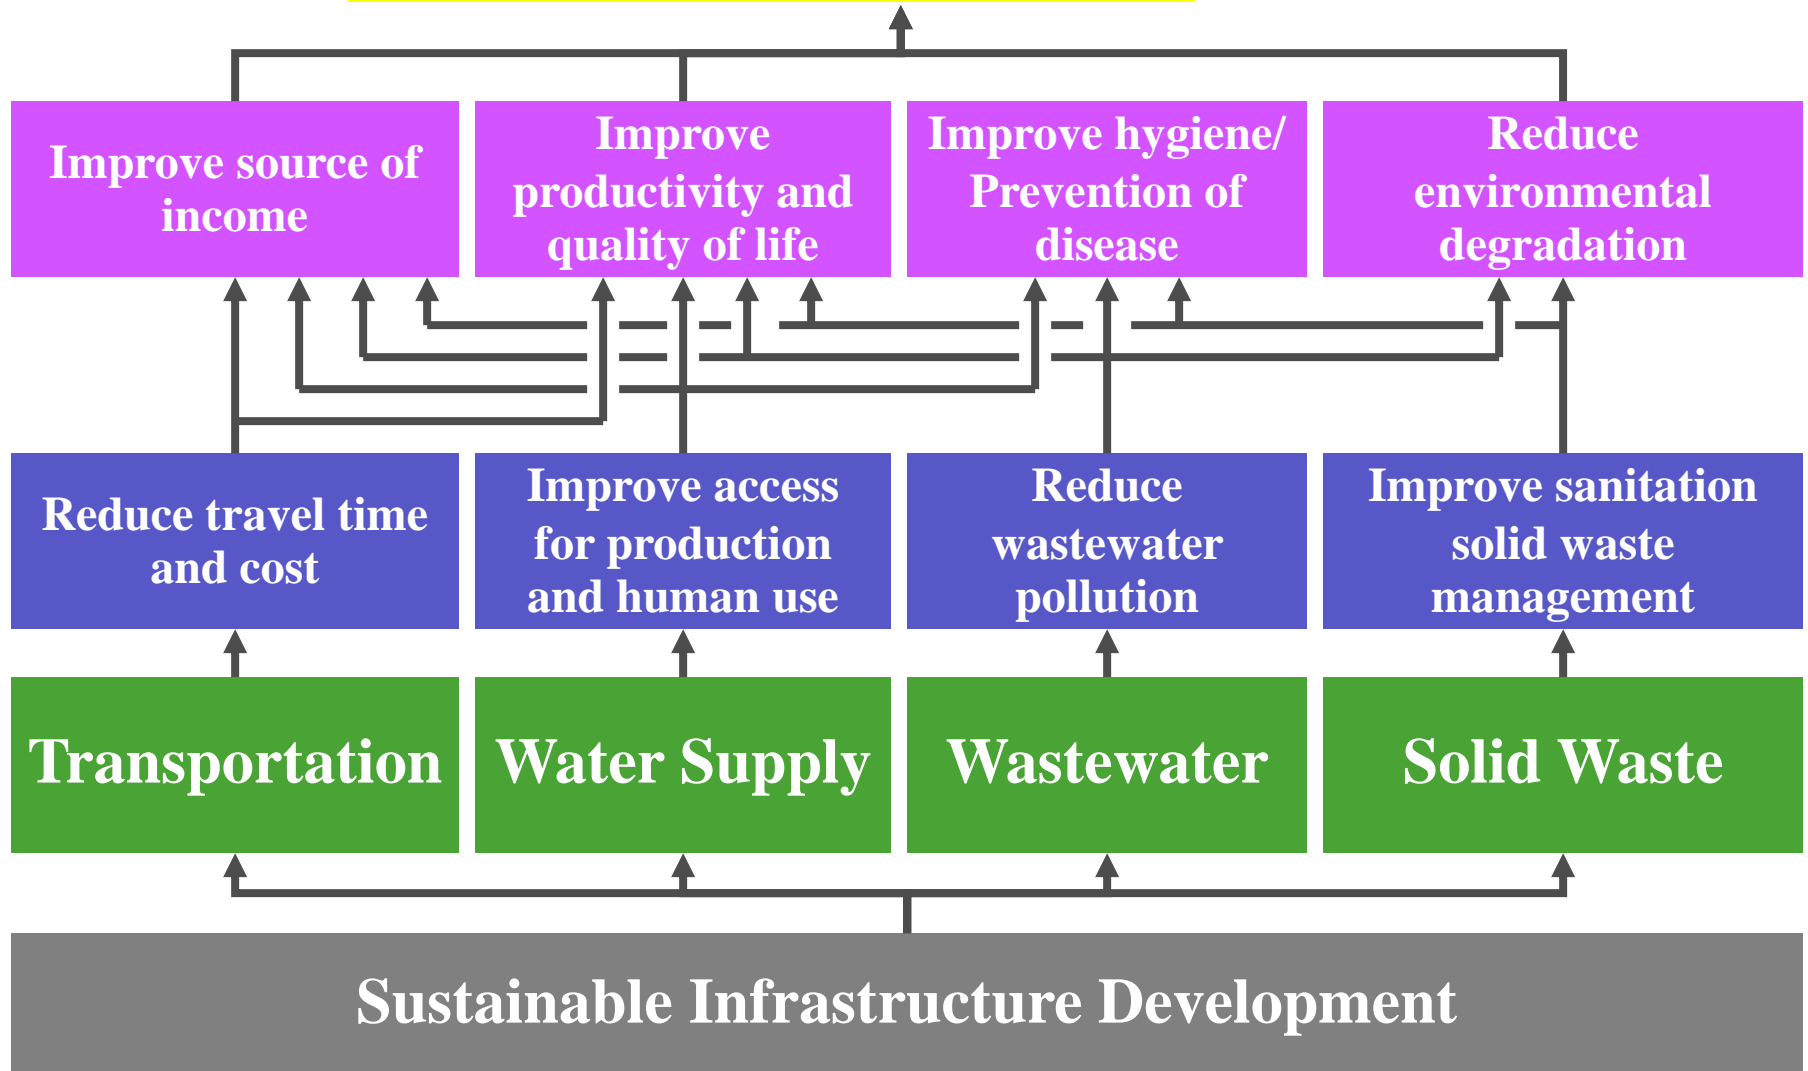 Improve source of
income
Improve
productivity and
quality of life
Improve hygiene/
Prevention of
disease
Reduce
environmental
degradation
Reduce travel time
and cost
Improve access
for production
and human use
Reduce
wastewater
pollution
Improve sanitation
solid waste
management
Transportation
Water Supply
Wastewater
Solid Waste
Sustainable Infrastructure Development